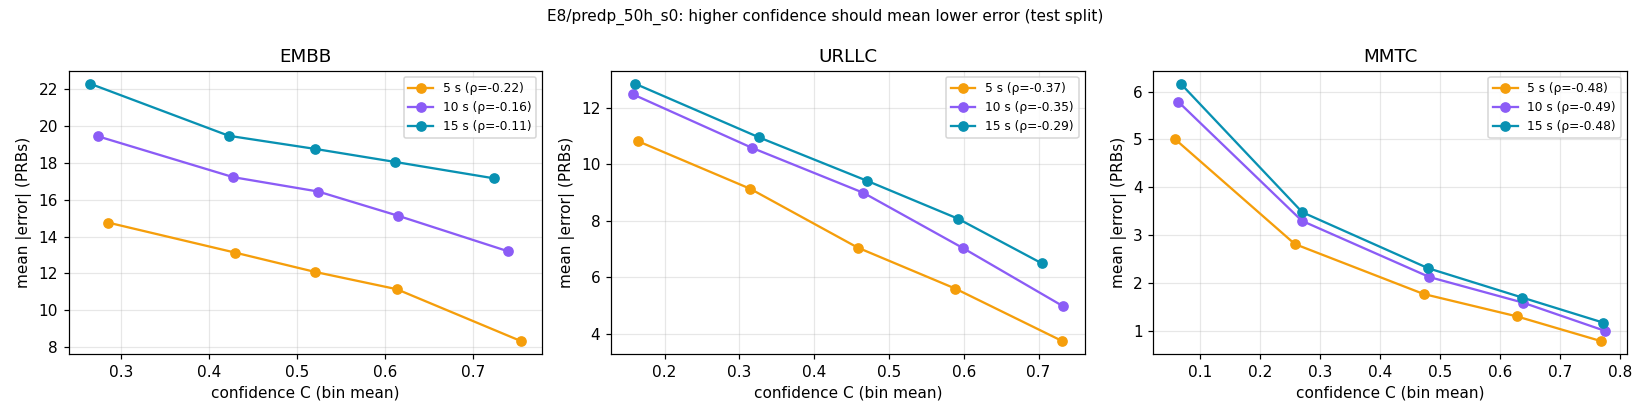 E8/predp_50h_s0: higher confidence should mean lower error (test split)
EMBB
mean |error| (PRBs)
22
20
18
16
14
12
10
8
5 s (ρ=-0.22)
10 s (ρ=-0.16)
15 s (ρ=-0.11)
0.3 0.4 0.5 0.6 0.7
confidence C (bin mean)
URLLC
mean |error| (PRBs)
12
10
8
6
4
5 s (ρ=-0.37)
10 s (ρ=-0.35)
15 s (ρ=-0.29)
0.2 0.3 0.4 0.5 0.6 0.7
confidence C (bin mean)
MMTC
mean |error| (PRBs)
6
5
4
3
2
1
5 s (ρ=-0.48)
10 s (ρ=-0.49)
15 s (ρ=-0.48)
0.1 0.2 0.3 0.4 0.5 0.6 0.7 0.8
confidence C (bin mean)